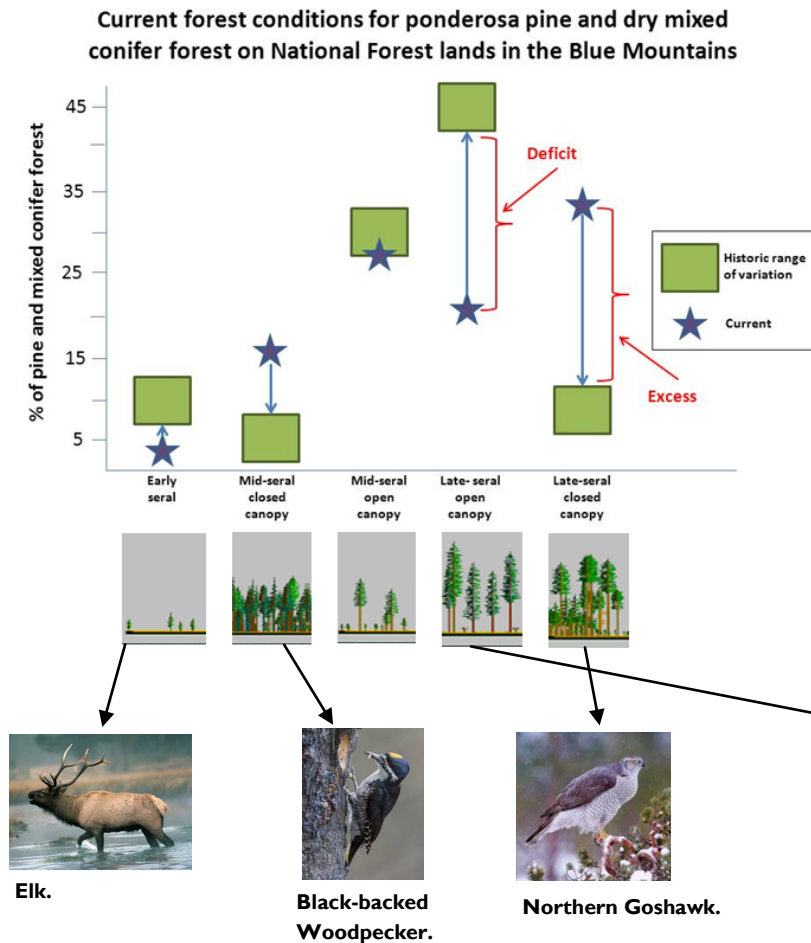 Current forest conditions for ponderosa pine and dry mixed
conifer forest on National Forest lands in the Blue Mountains
% of pine and mixed conifer forest
45
35
25
15
5
Deficit
Excess
Historic range
of variation
Current
Early
seral
Mid-seral
closed
canopy
Mid-seral
open canopy
Late- seral
open
canopy
Late-seral
closed
canopy
Elk.
Black-backed
Woodpecker.
Northern Goshawk.